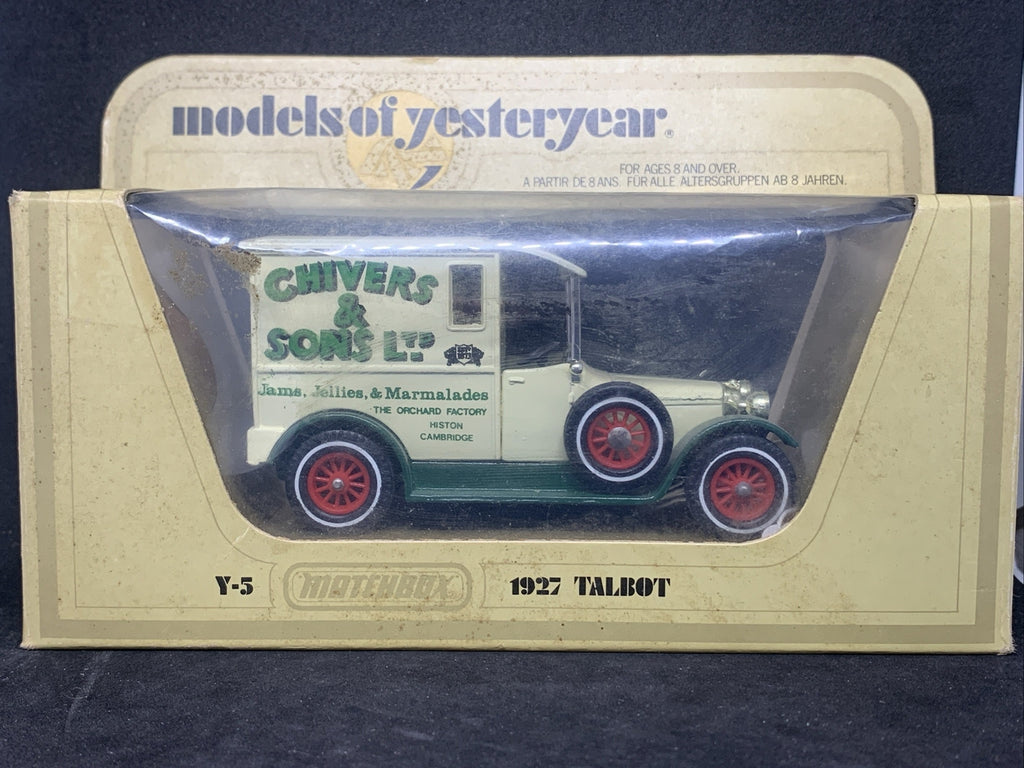 models of yesteryear®
FOR AGES 8 AND OVER.
A PARTIR DE 8 ANS. FÜR ALLE ALTERSGRUPPEN AB 8 JAHREN.
CHIVERS
&
SONS LTD
Jams, Jellies, & Marmalades
THE ORCHARD FACTORY
HISTON
CAMBRIDGE
Y-5 MATCHBOX 1927 TALBOT